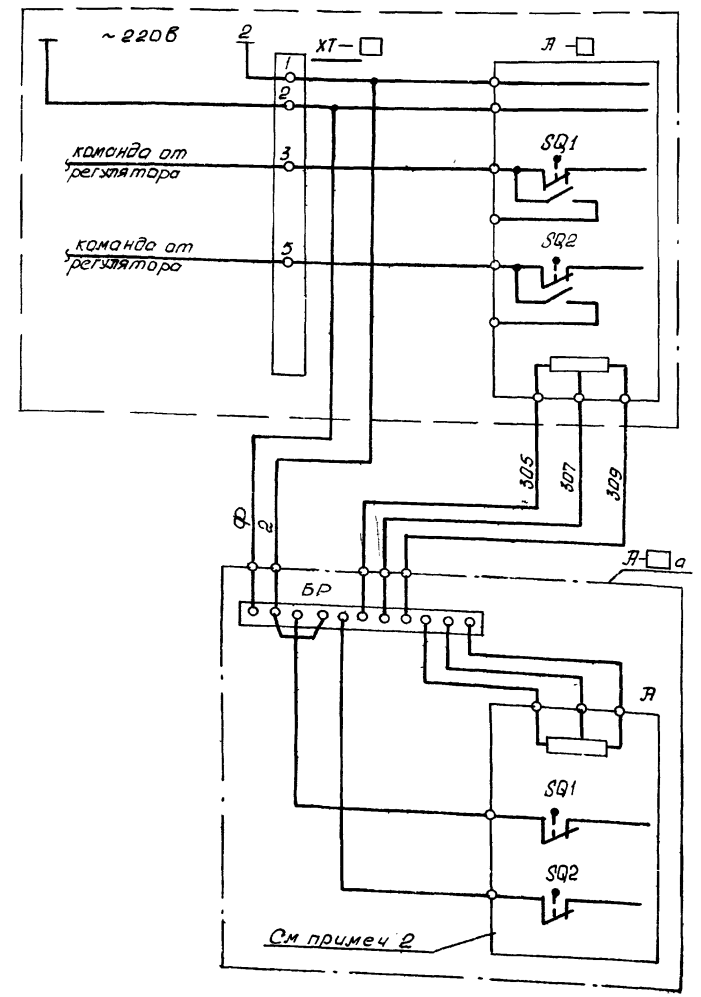 ~220в
2
ХТ-□
А-□
1
2
команда от
регулятора
3
SQ1
команда от
регулятора
5
SQ2
305
307
309
Ф
2
А-□а
БР
А
SQ1
SQ2
См примеч 2